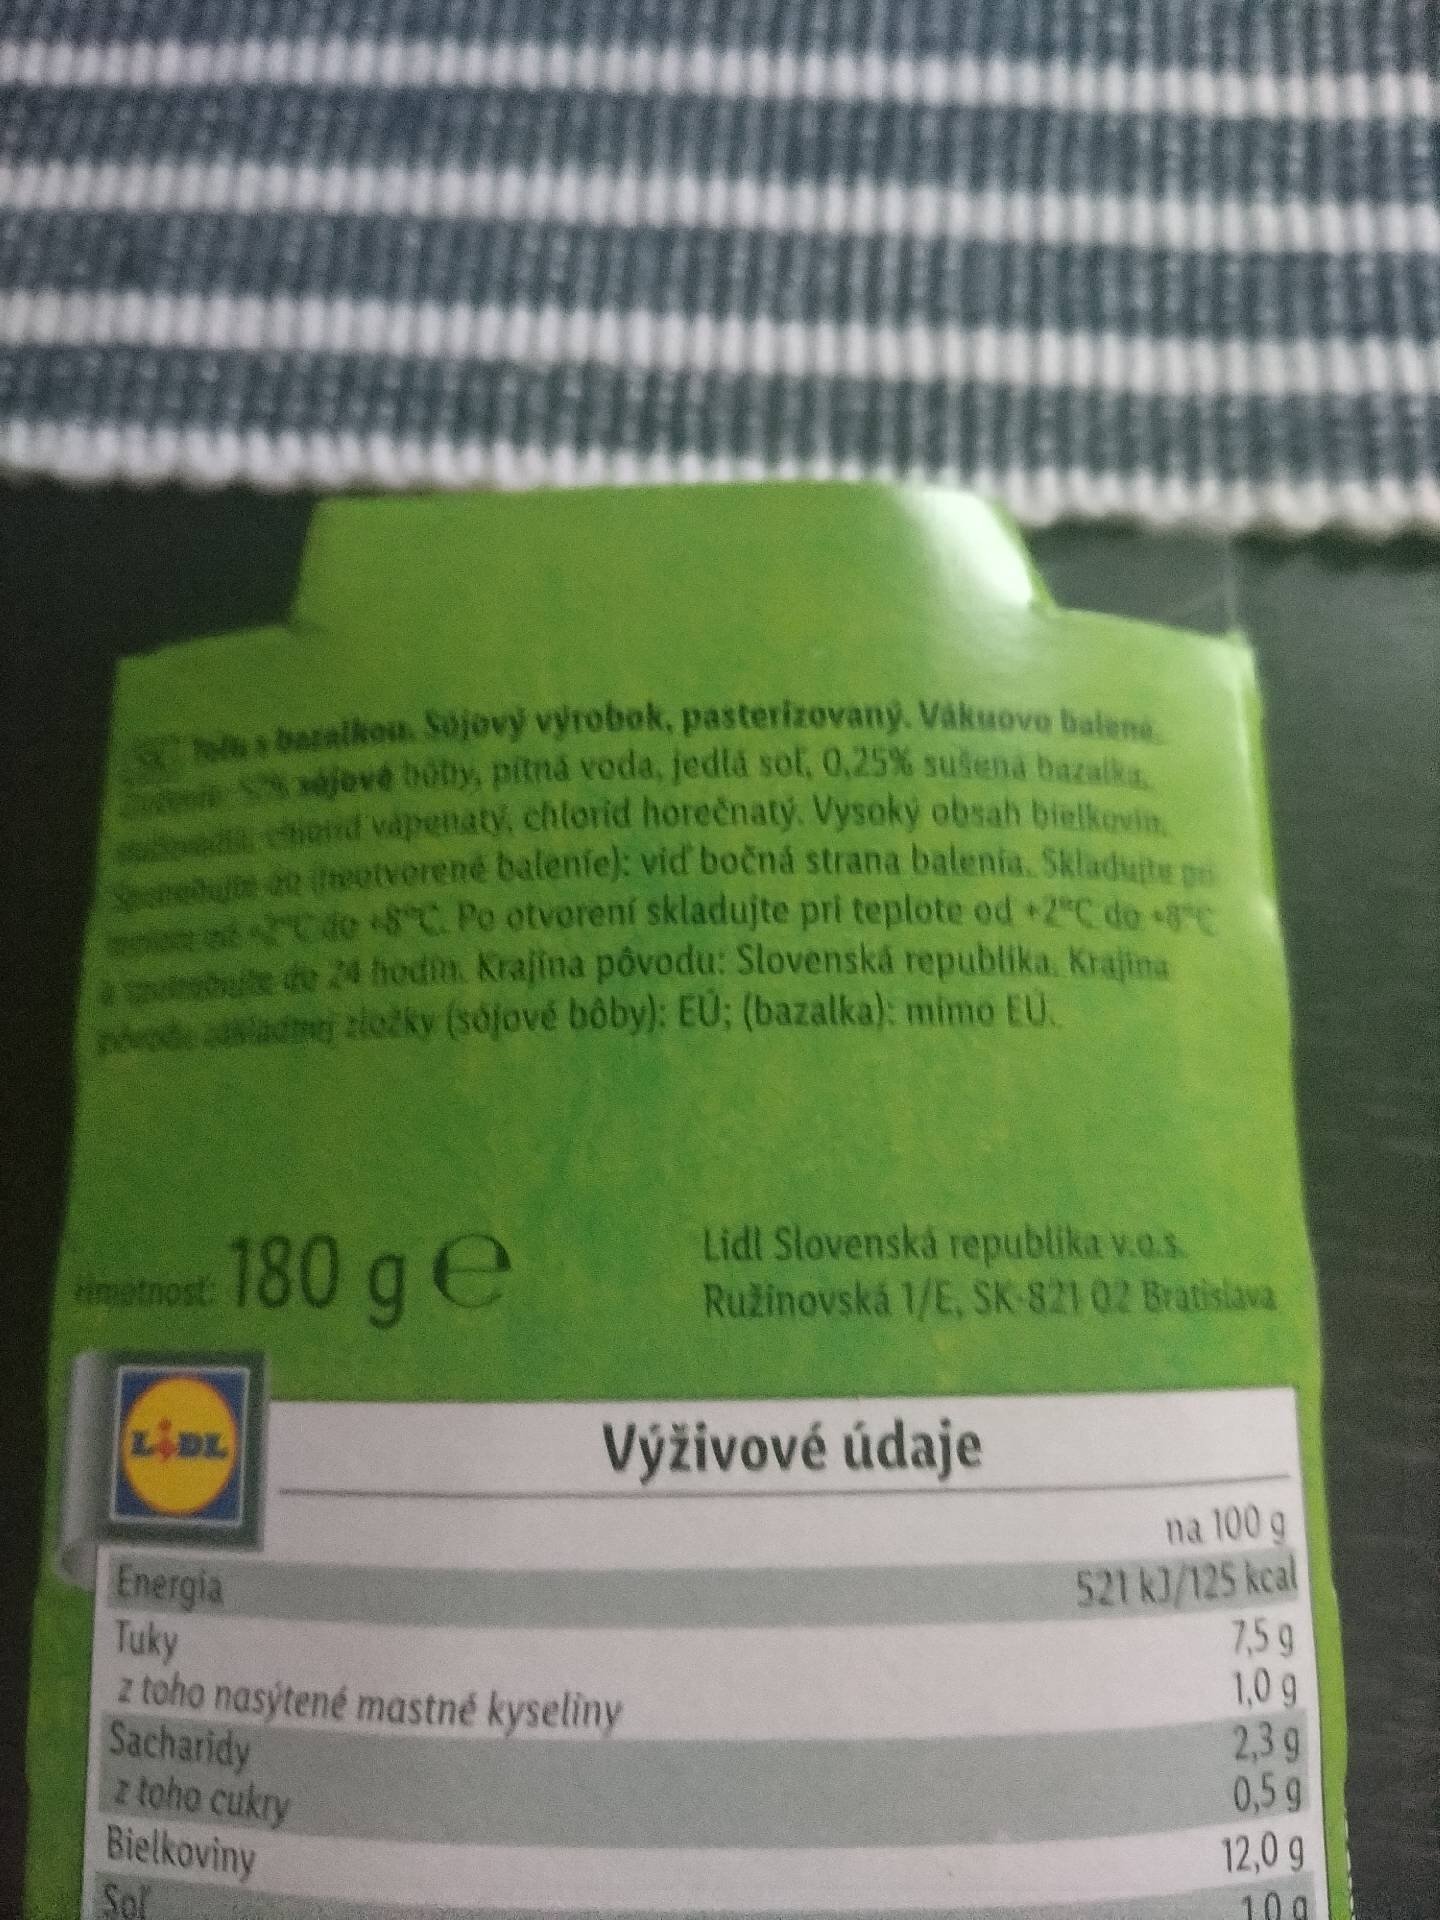 s bazalkou. Sójový výrobok, pasterizovaný. Vákuovo balené.
sójové bôby, pitná voda, jedlá soľ, 0,25% sušená bazalka,
chlorid vápenatý, chlorid horečnatý. Vysoký obsah bielkovín.
(neotvorené balenie): viď bočná strana balenia. Skladujte pri
+2°C do +8°C. Po otvorení skladujte pri teplote od +2°C do +8°C
do 24 hodín. Krajina pôvodu: Slovenská republika. Krajina
zložky (sójové bôby): EÚ; (bazalka): mimo EÚ.
Hmotnosť: 180 g e
Lidl Slovenská republika v.o.s.
Ružinovská 1/E, SK-821 02 Bratislava
LIDL
Výživové údaje
na 100 g
Energia 521 kJ/125 kcal
Tuky 7,5 g
z toho nasýtené mastné kyseliny 1,0 g
Sacharidy 2,3 g
z toho cukry 0,5 g
Bielkoviny 12,0 g
Soľ 1,0 g